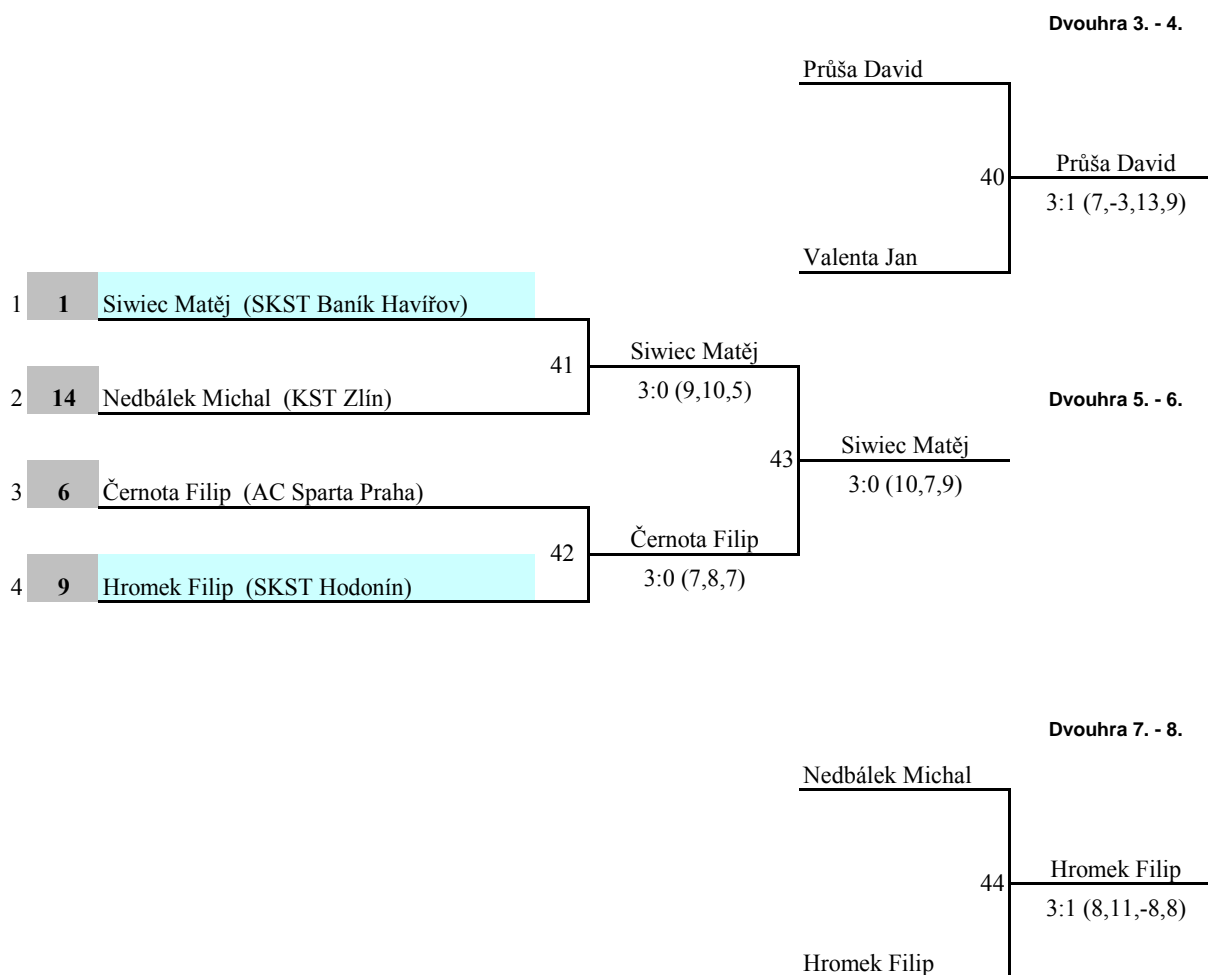 Dvouhra 3. - 4.
Průša David
40
Průša David
3:1 (7,-3,13,9)
Valenta Jan
1 1 Siwiec Matěj (SKST Baník Havířov)
41
Siwiec Matěj
3:0 (9,10,5)
2 14 Nedbálek Michal (KST Zlín)
Dvouhra 5. - 6.
43
Siwiec Matěj
3:0 (10,7,9)
3 6 Černota Filip (AC Sparta Praha)
42
Černota Filip
3:0 (7,8,7)
4 9 Hromek Filip (SKST Hodonín)
Dvouhra 7. - 8.
Nedbálek Michal
44
Hromek Filip
3:1 (8,11,-8,8)
Hromek Filip